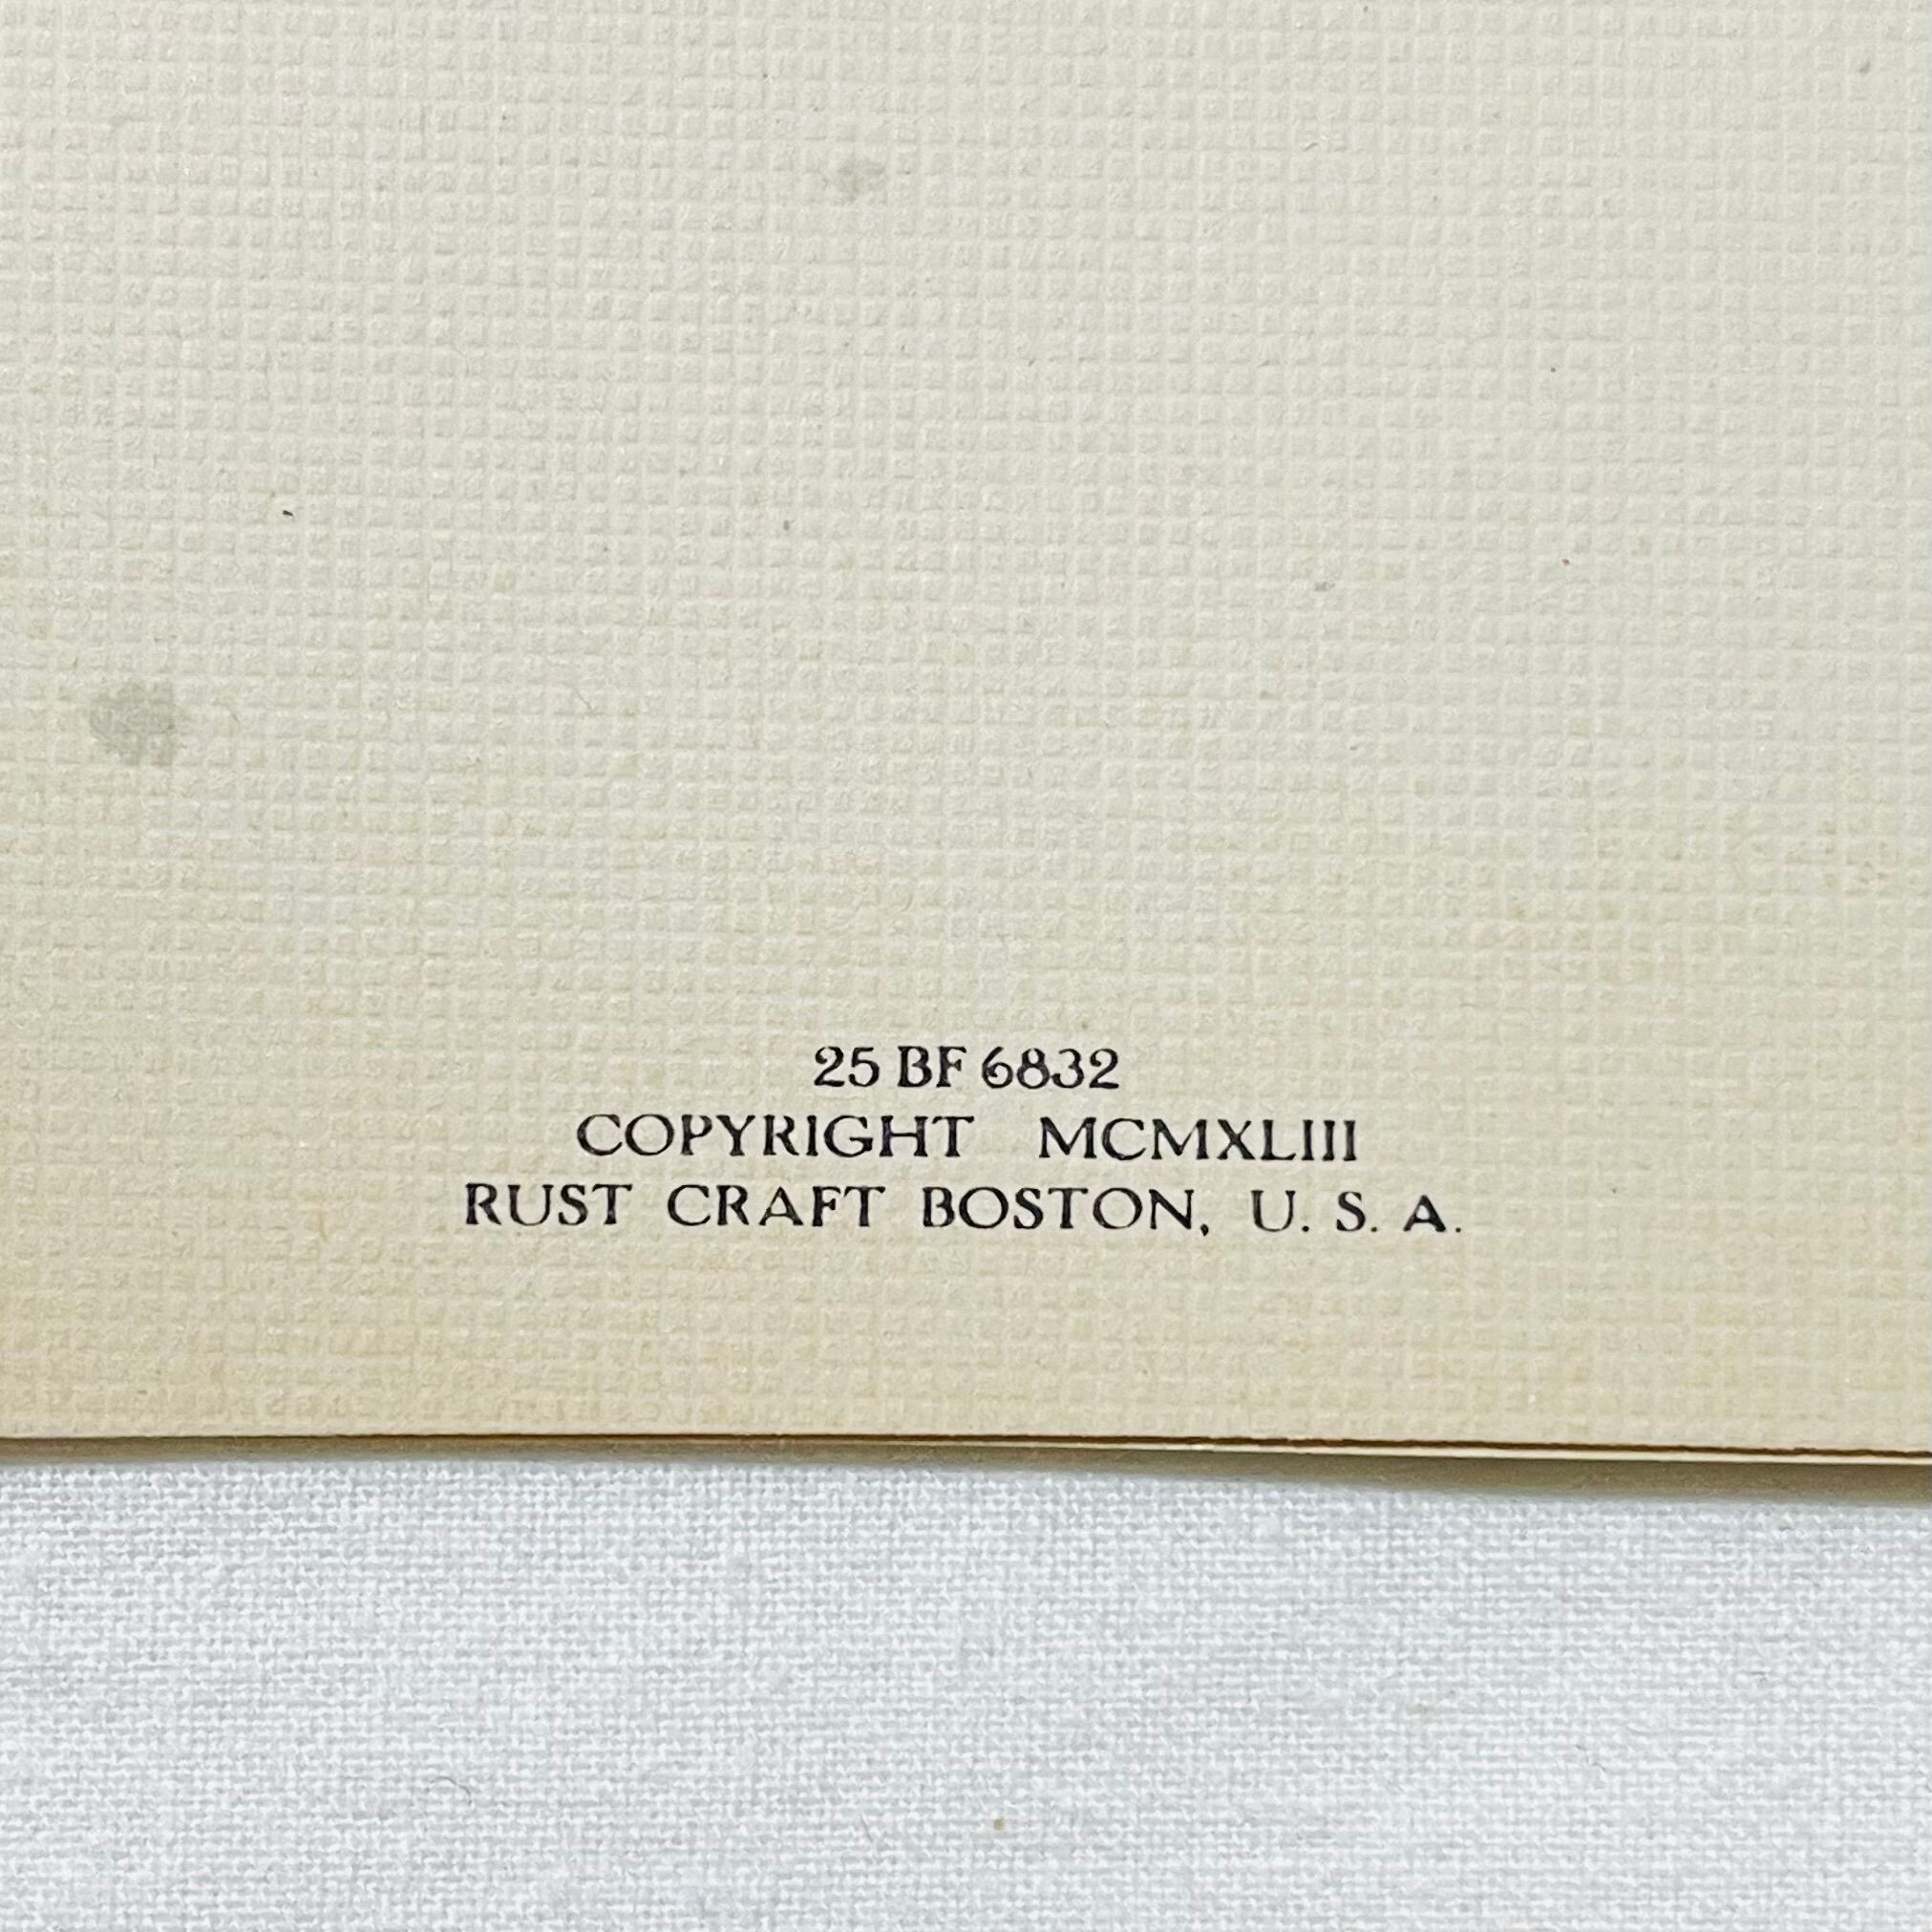 25 BF 6832
COPYRIGHT MCMXLIII
RUST CRAFT BOSTON, U. S. A.